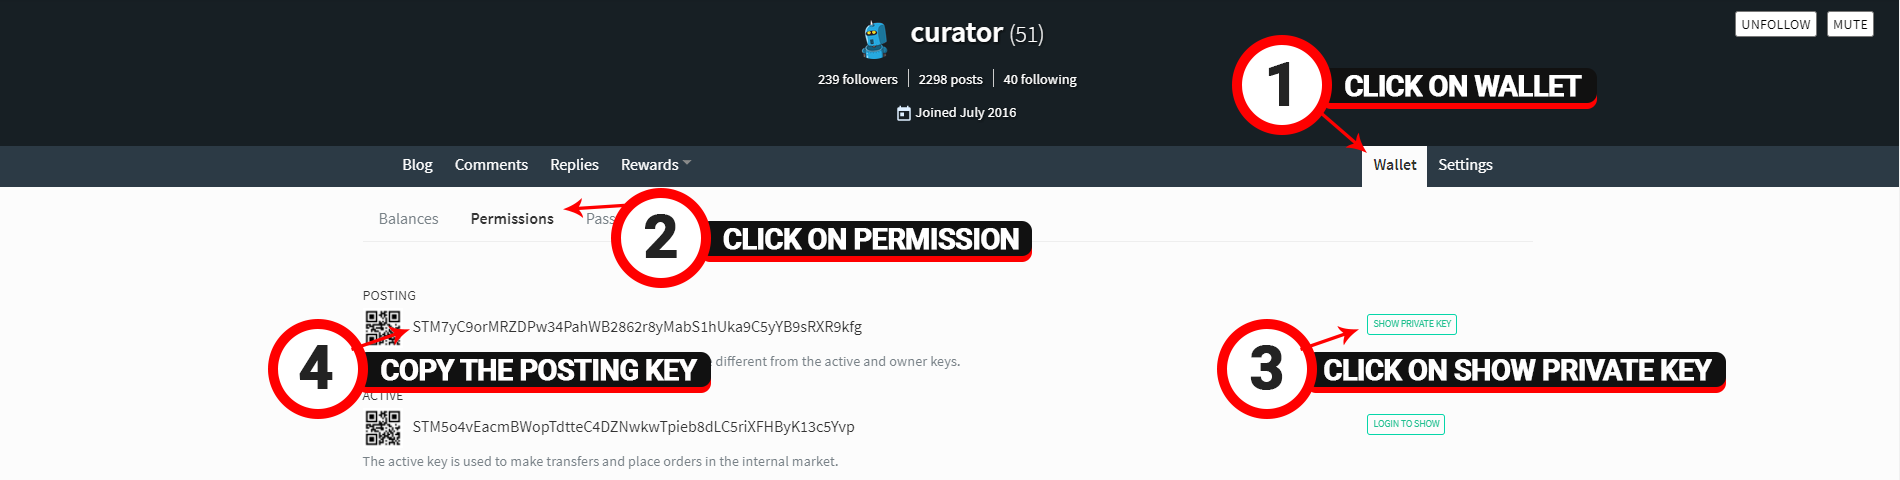 curator (51)
UNFOLLOW MUTE
239 followers 2298 posts 40 following
Joined July 2016
1 CLICK ON WALLET
Blog Comments Replies Rewards Wallet Settings
Balances Permissions Pass
2 CLICK ON PERMISSION
POSTING
STM7yC9orMRZDPw34PahWB2862r8yMabS1hUka9C5yYB9sRXR9kfg SHOW PRIVATE KEY
different from the active and owner keys.
4 COPY THE POSTING KEY
3 CLICK ON SHOW PRIVATE KEY
ACTIVE
STM5o4vEacmBWopTdtteC4DZNwkwTpieb8dLC5riXFHByK13c5Yvp LOGIN TO SHOW
The active key is used to make transfers and place orders in the internal market.